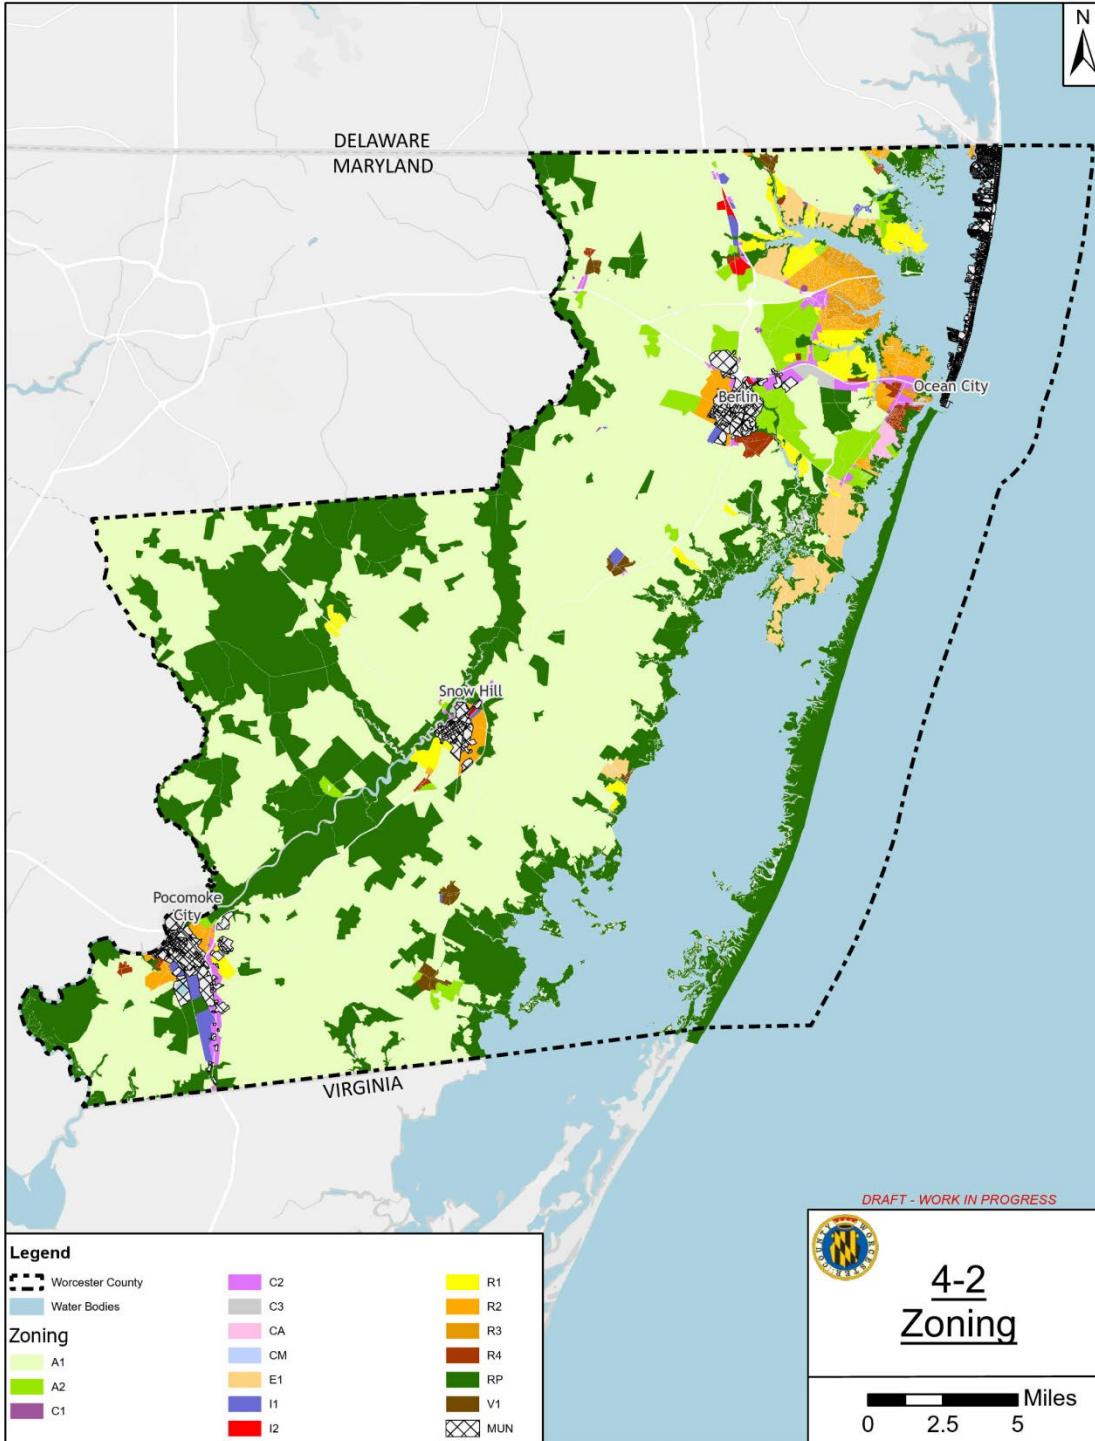 N
DELAWARE
MARYLAND
Ocean City
Berlin
Snow Hill
Pocomoke
City
VIRGINIA
DRAFT - WORK IN PROGRESS
Legend
Worcester County
Water Bodies
Zoning
A1
A2
C1
C2
C3
CA
CM
E1
I1
I2
R1
R2
R3
R4
RP
V1
MUN
WORCESTER COUNTY
4-2
Zoning
Miles
0 2.5 5